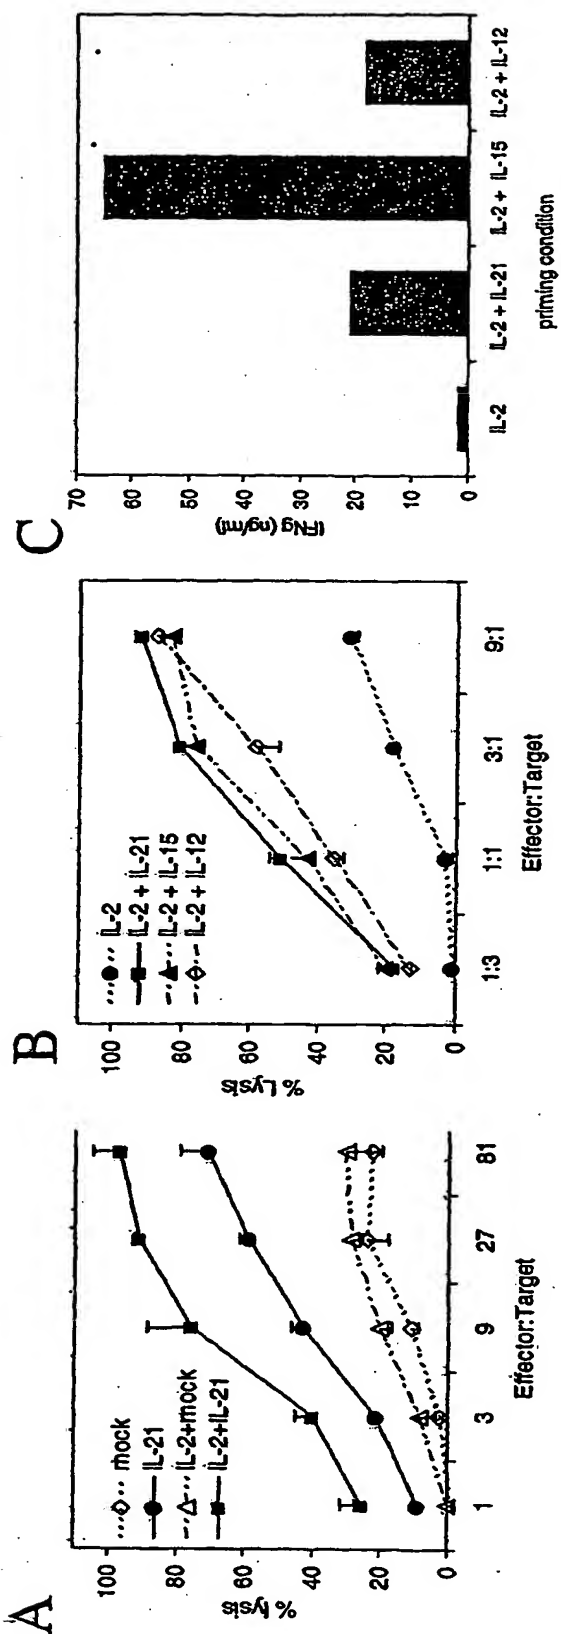 A
% lysis
100
80
60
40
20
0
mock
IL-21
IL-2+mock
IL-2+IL-21
1
3
9
27
81
Effector:Target
B
% Lysis
100
80
60
40
20
0
IL-2
IL-2 + IL-21
IL-2 + IL-15
IL-2 + IL-12
1:3
1:1
3:1
9:1
Effector:Target
C
IFNg (ng/ml)
70
60
50
40
30
20
10
0
IL-2
IL-2 + IL-21
IL-2 + IL-15
IL-2 + IL-12
priming condition